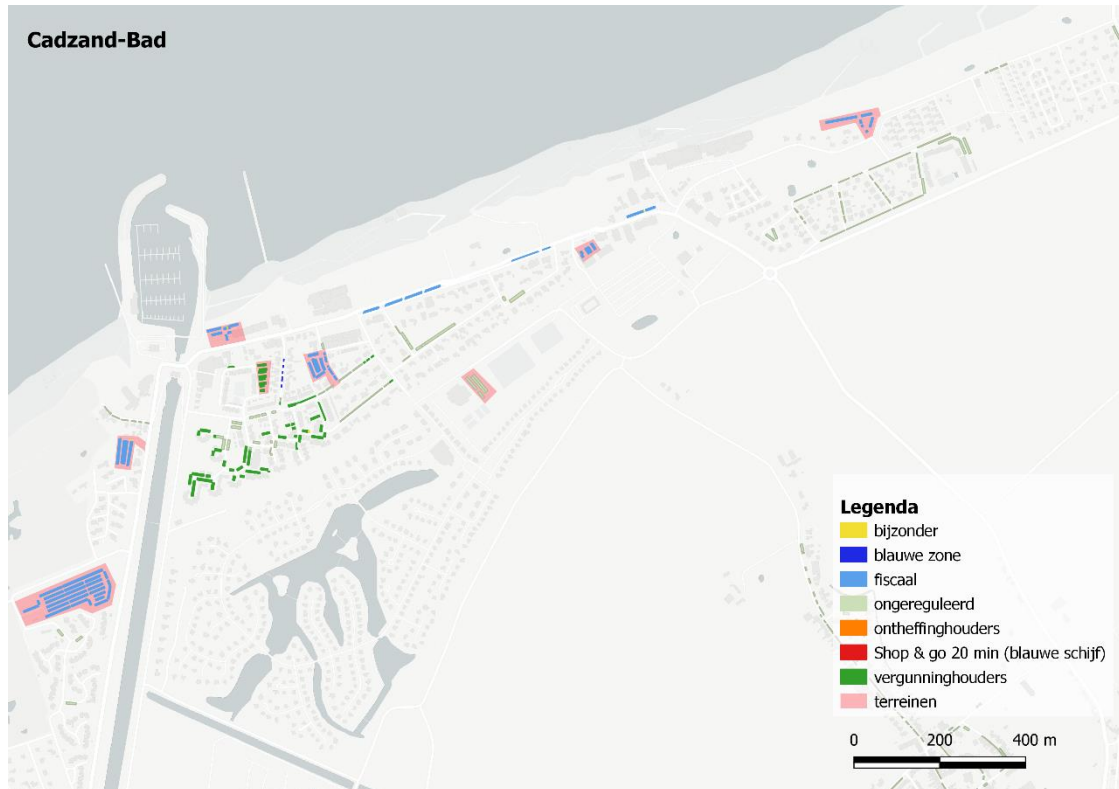 Cadzand-Bad
Legenda
bijzonder
blauwe zone
fiscaal
ongereguleerd
ontheffinghouders
Shop & go 20 min (blauwe schijf)
vergunninghouders
terreinen
0 200 400 m